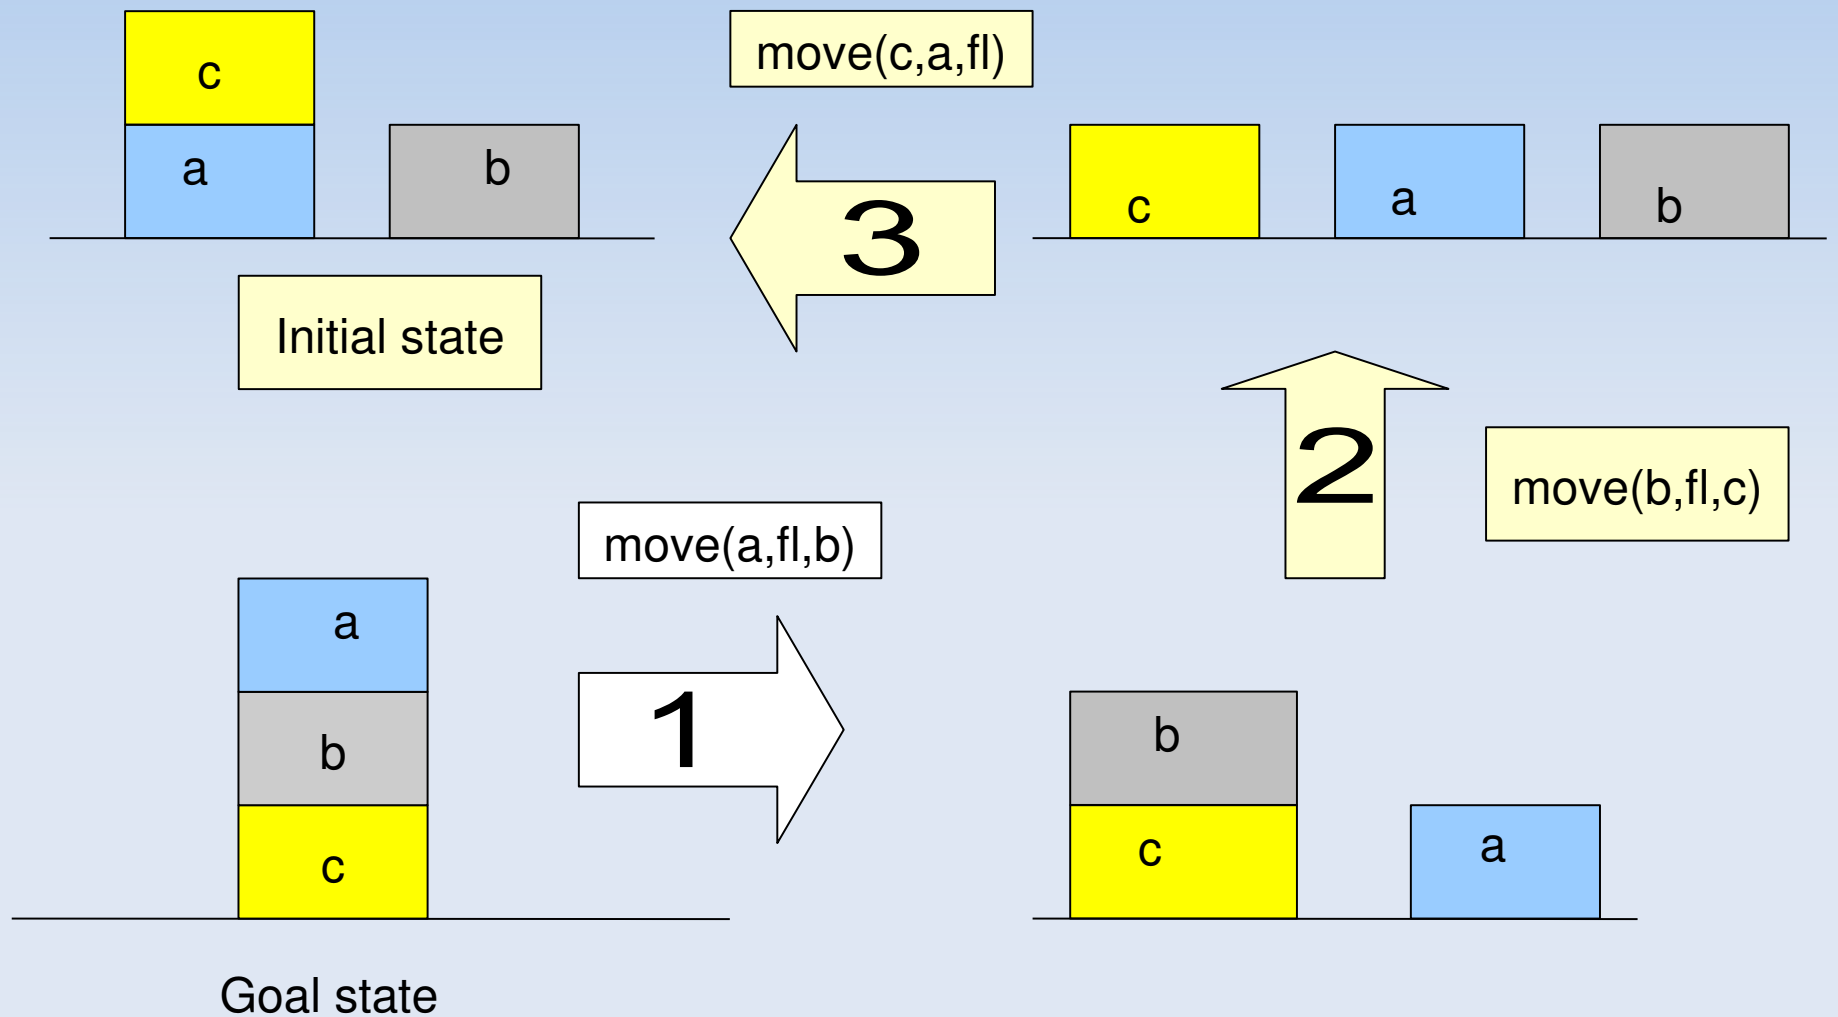 c
move(c,a,fl)
a
b
c
a
b
3
Initial state
2
move(b,fl,c)
move(a,fl,b)
a
1
b
b
c
c
a
Goal state